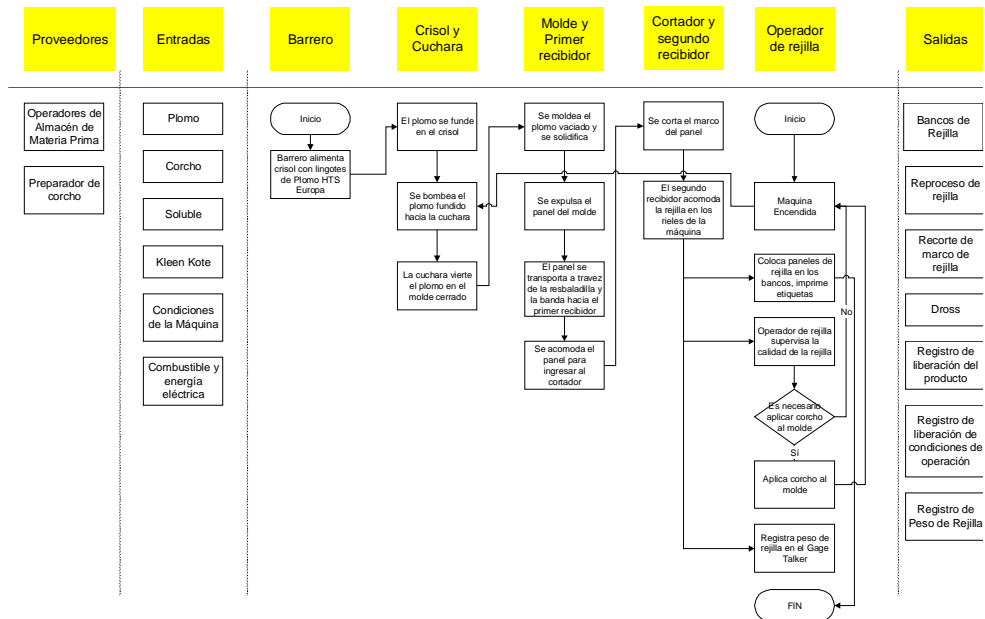 Proveedores
Entradas
Barrero
Crisol y
Cuchara
Molde y
Primer
recibidor
Cortador y
segundo
recibidor
Operador
de rejilla
Salidas
Operadores de
Almacén de
Materia Prima
Preparador de
corcho
Plomo
Corcho
Soluble
Kleen Kote
Condiciones
de la Máquina
Combustible y
energía
eléctrica
Inicio
Barrero alimenta
crisol con lingotes
de Plomo HTS
Europa
El plomo se funde
en el crisol
Se bombea el
plomo fundido
hacia la cuchara
La cuchara vierte
el plomo en el
molde cerrado
Se moldea el
plomo vaciado y
se solidifica
Se expulsa el
panel del molde
El panel se
transporta a travez
de la resbaladilla y
la banda hacia el
primer recibidor
Se acomoda el
panel para
ingresar al
cortador
Se corta el marco
del panel
El segundo
recibidor acomoda
la rejilla en los
rieles de la
máquina
Inicio
Maquina
Encendida
Coloca paneles de
rejilla en los
bancos, imprime
etiquetas
No
Operador de rejilla
supervisa la
calidad de la rejilla
Es necesario
aplicar corcho
al molde
Sí
Aplica corcho al
molde
Registra peso de
rejilla en el Gage
Talker
FIN
Bancos de
Rejilla
Reproceso de
rejilla
Recorte de
marco de
rejilla
Dross
Registro de
liberación del
producto
Registro de
liberación de
condiciones de
operación
Registro de
Peso de Rejilla